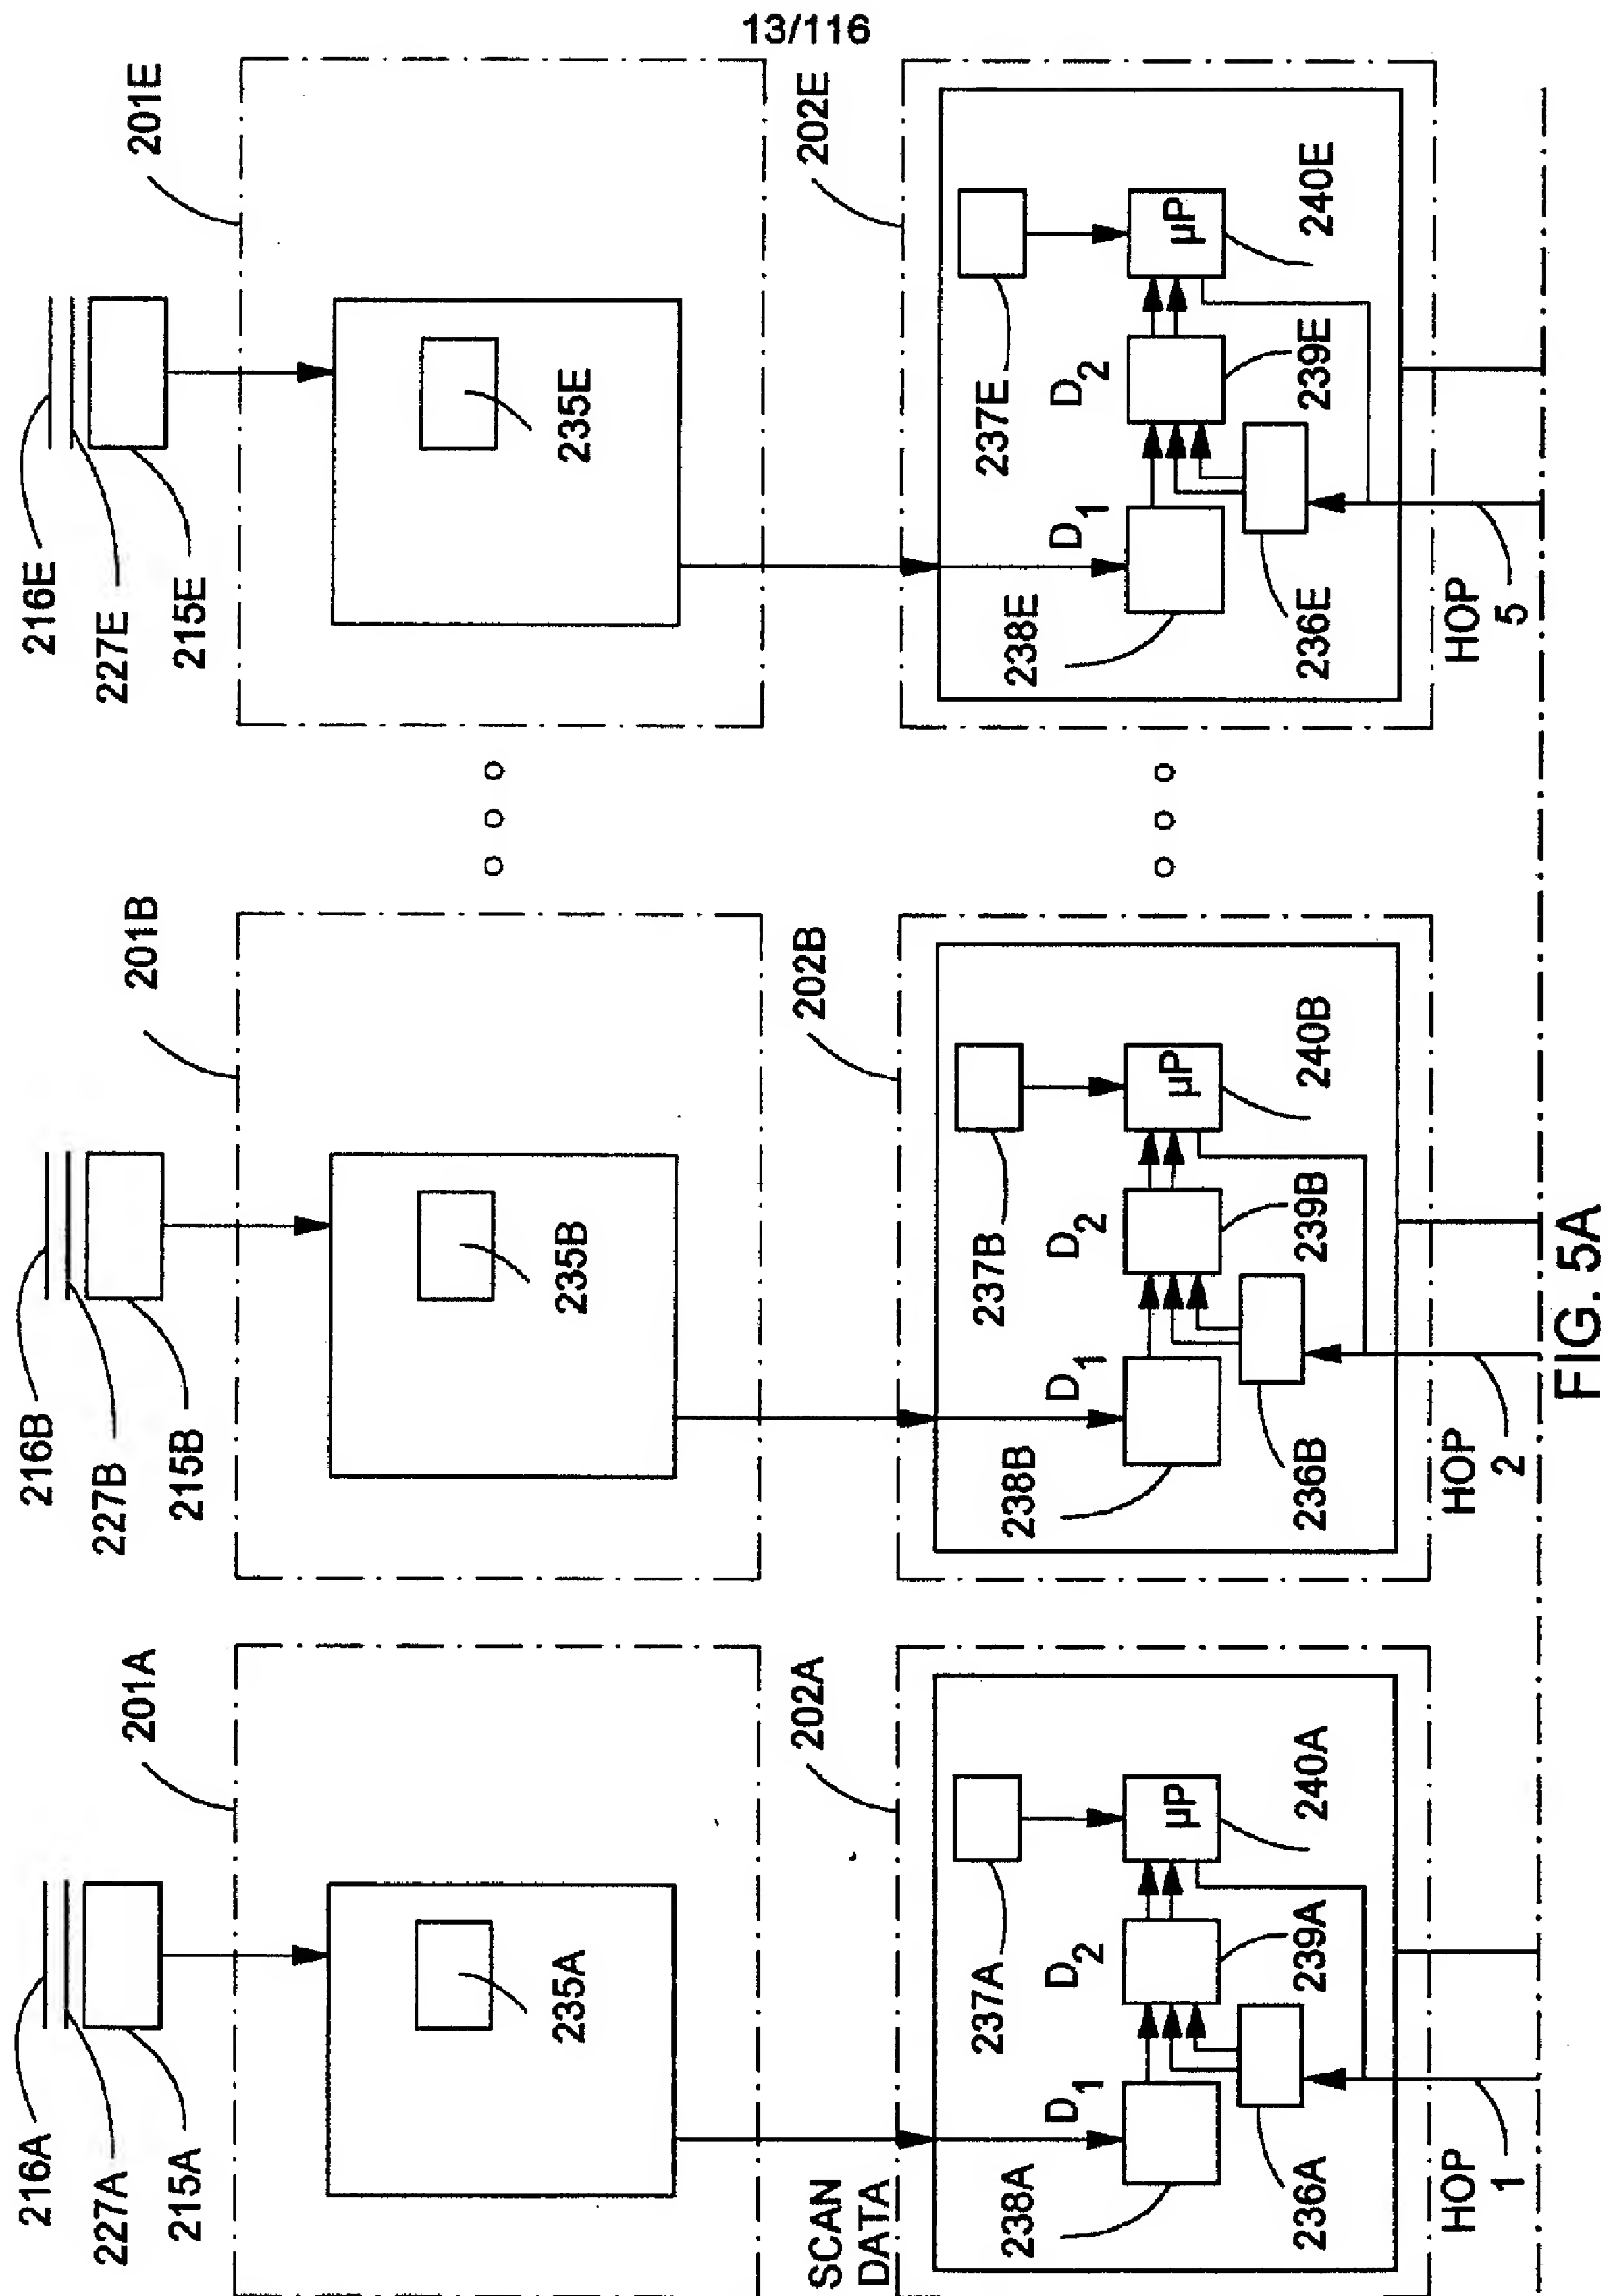 13/116
216A
227A
215A
201A
235A
SCAN
DATA
202A
238A
D1
D2
237A
µP
240A
239A
236A
HOP
1
216B
227B
215B
201B
235B
202B
238B
D1
D2
237B
µP
240B
239B
236B
HOP
2
216E
227E
215E
201E
235E
202E
238E
D1
D2
237E
µP
240E
239E
236E
HOP
5
FIG. 5A